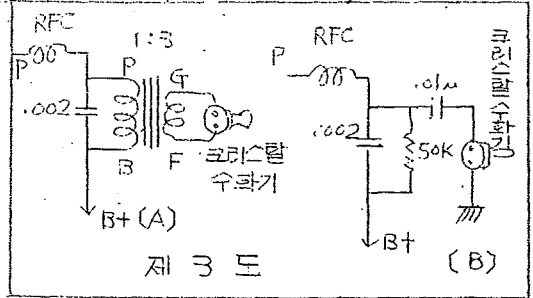 RFC
P
1:3
P
G
.002
B
F
크리스탈
수화기
B+ (A)
RFC
P
.01μ
.002
50K
크리스탈 수화기
B+
(B)
제 3 도